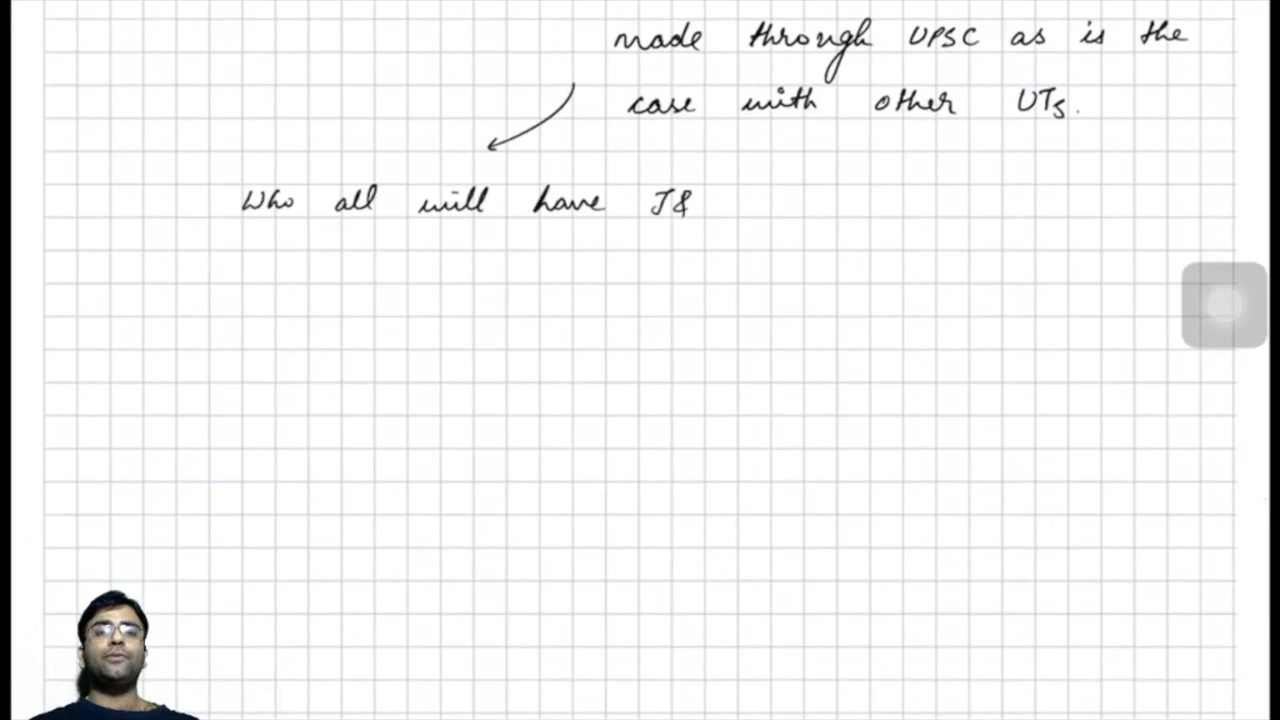 made through UPSC as is the
case with other UTs.
Who all will have J&